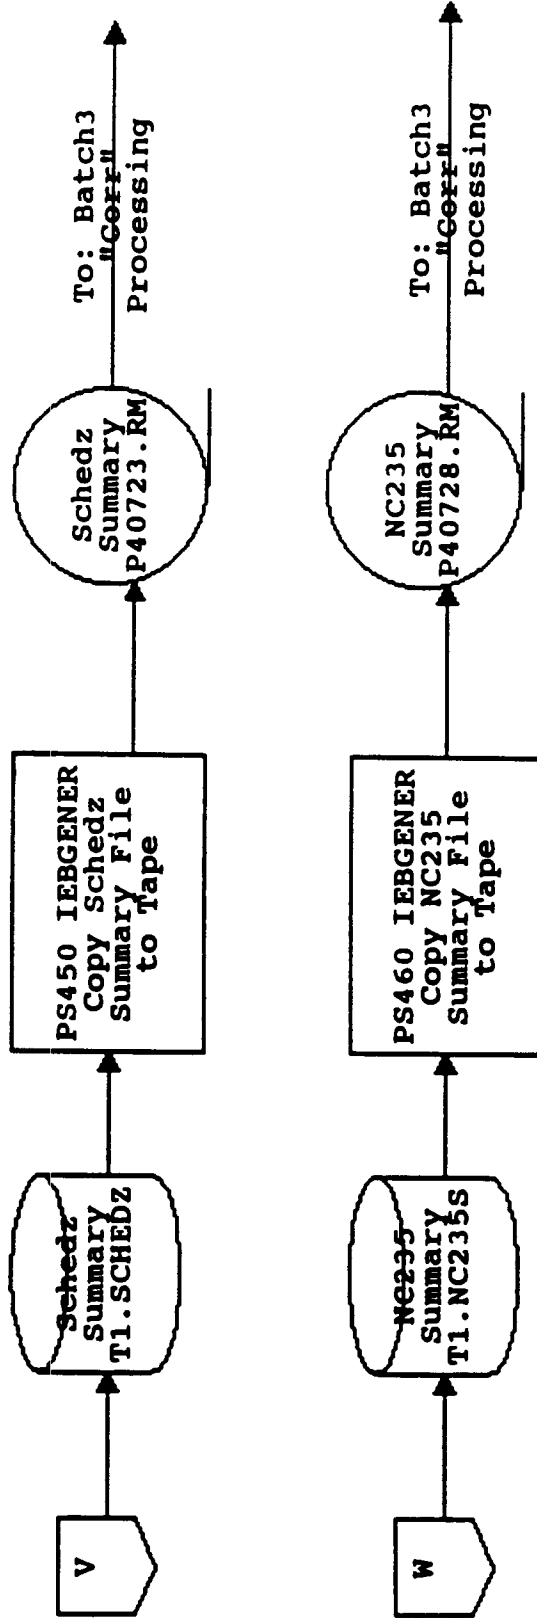 V
Schedz
Summary
T1.SCHEDZ
PS450 IEBGENER
Copy Schedz
Summary File
to Tape
Schedz
Summary
P40723.RM
To: Batch3
"Corr"
Processing
W
NC235
Summary
T1.NC235S
PS460 IEBGENER
Copy NC235
Summary File
to Tape
NC235
Summary
P40728.RM
To: Batch3
"Corr"
Processing